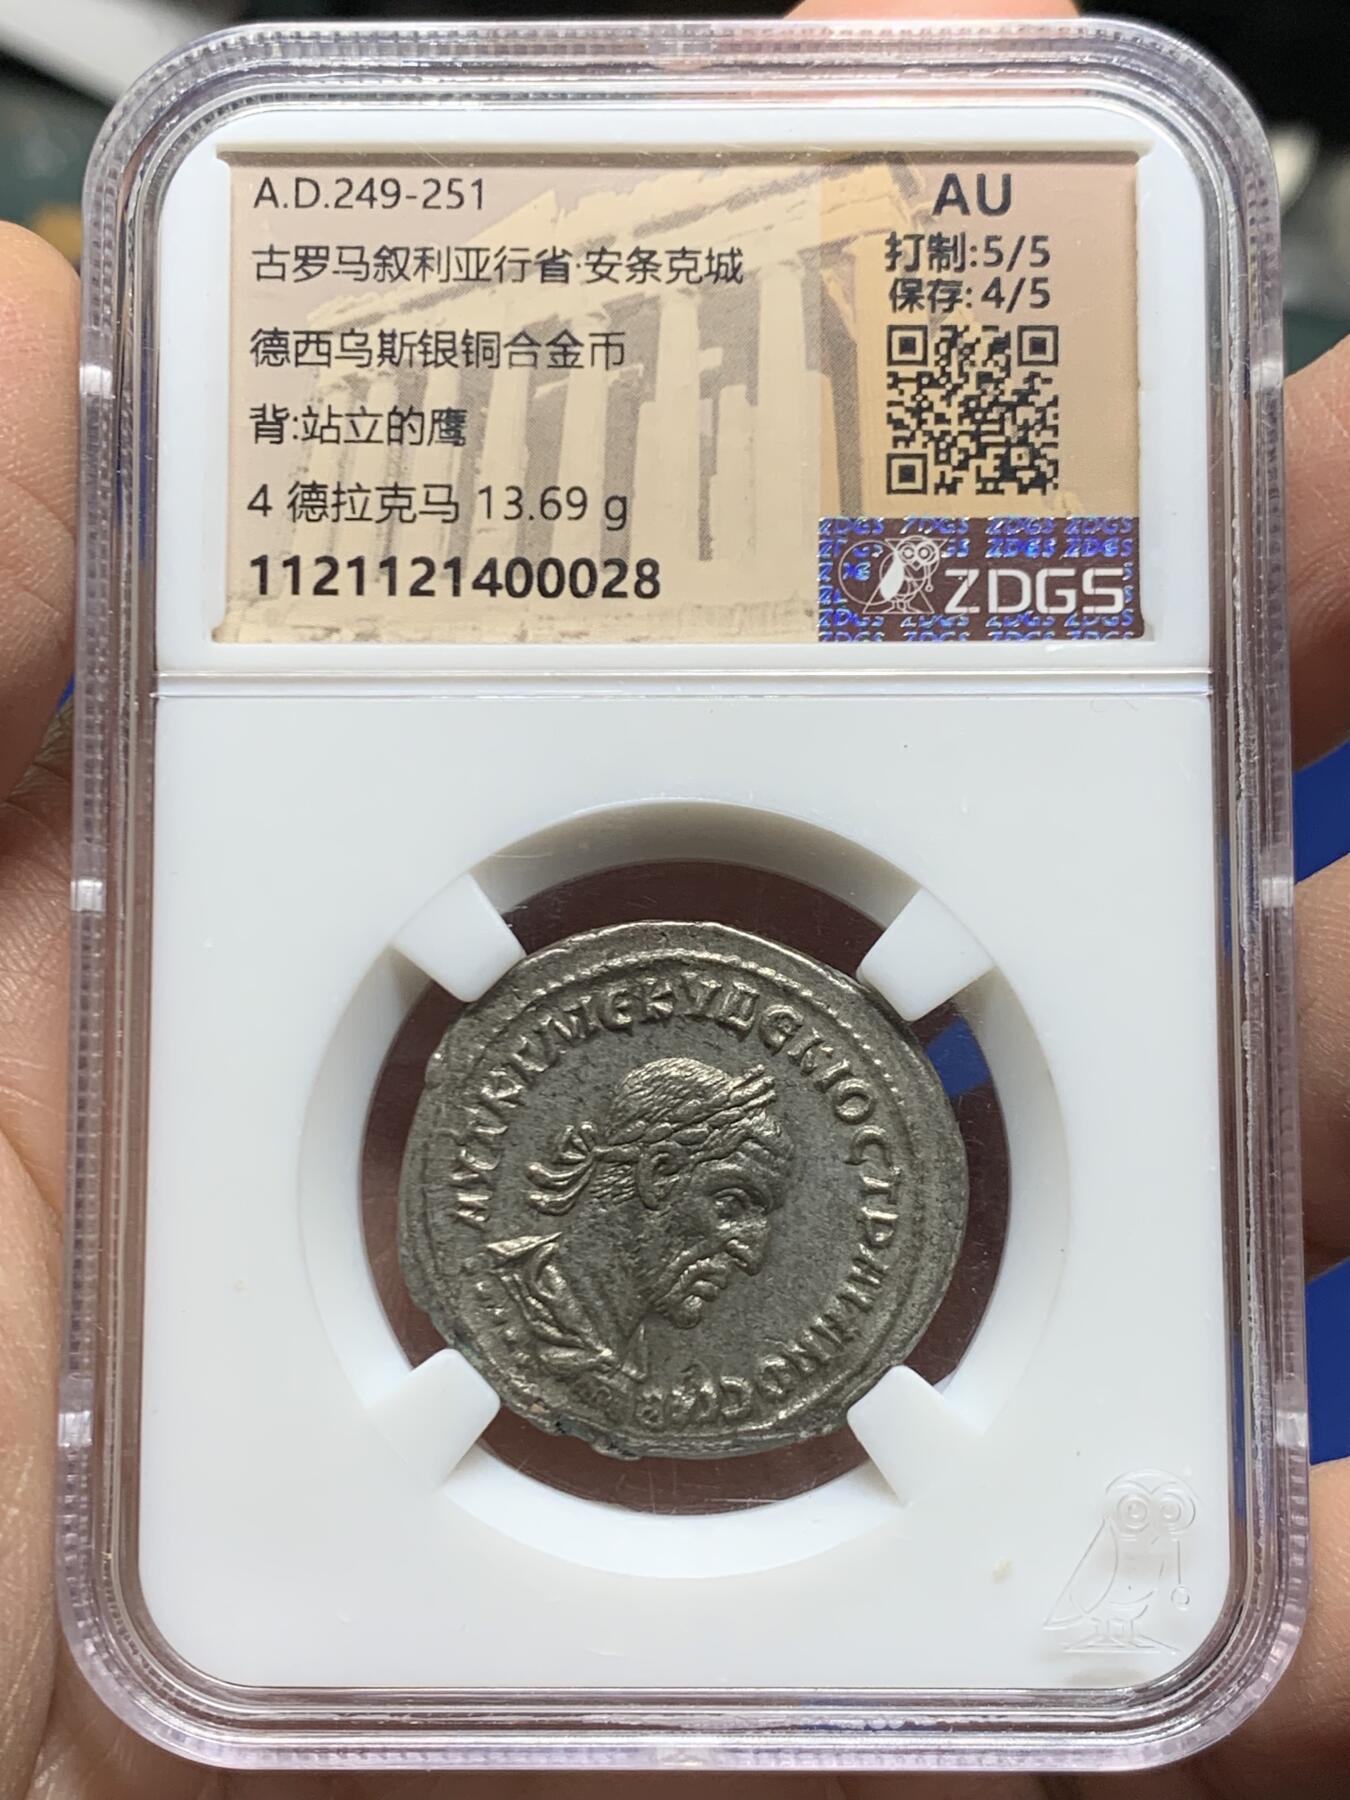 A.D.249-251
古罗马叙利亚行省·安条克城
德西乌斯银铜合金币
背:站立的鹰
4 德拉克马 13.69 g
1121121400028
AU
打制:5/5
保存:4/5
ZDGS